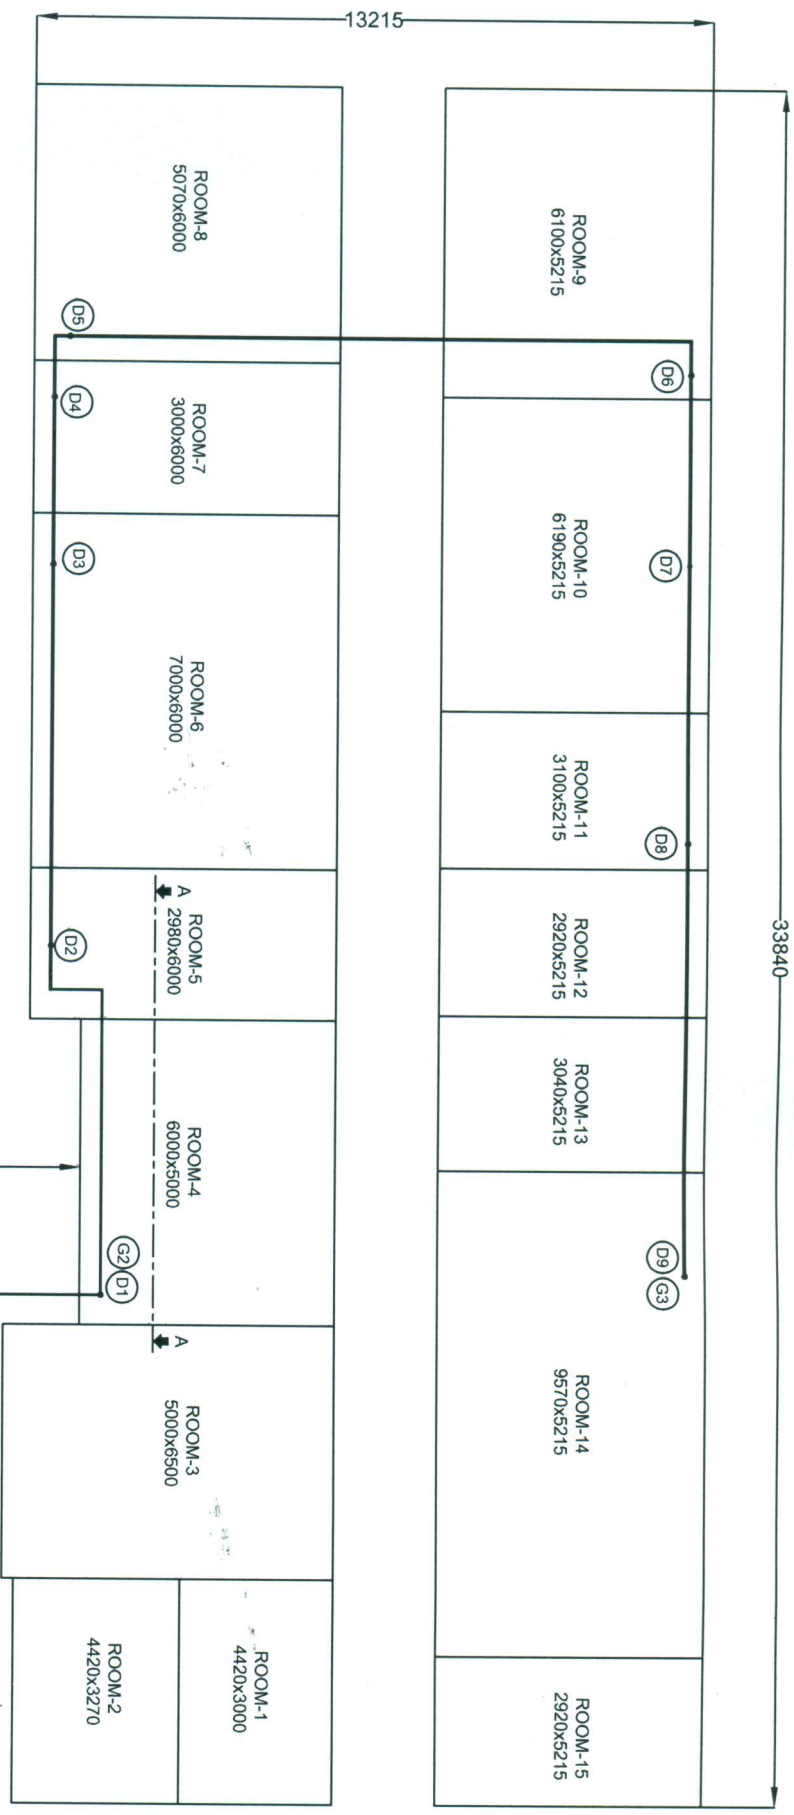 13215
33840
ROOM-8
5070x6000
ROOM-9
6100x5215
D5
D6
D4
ROOM-7
3000x6000
ROOM-10
6190x5215
D7
D3
ROOM-6
7000x6000
ROOM-11
3100x5215
D8
A
ROOM-5
2980x6000
D2
ROOM-12
2920x5215
ROOM-13
3040x5215
ROOM-4
6000x5000
G2
D1
D9
G3
A
ROOM-3
5000x6500
ROOM-14
9570x5215
ROOM-1
4420x3000
ROOM-2
4420x3270
ROOM-15
2920x5215